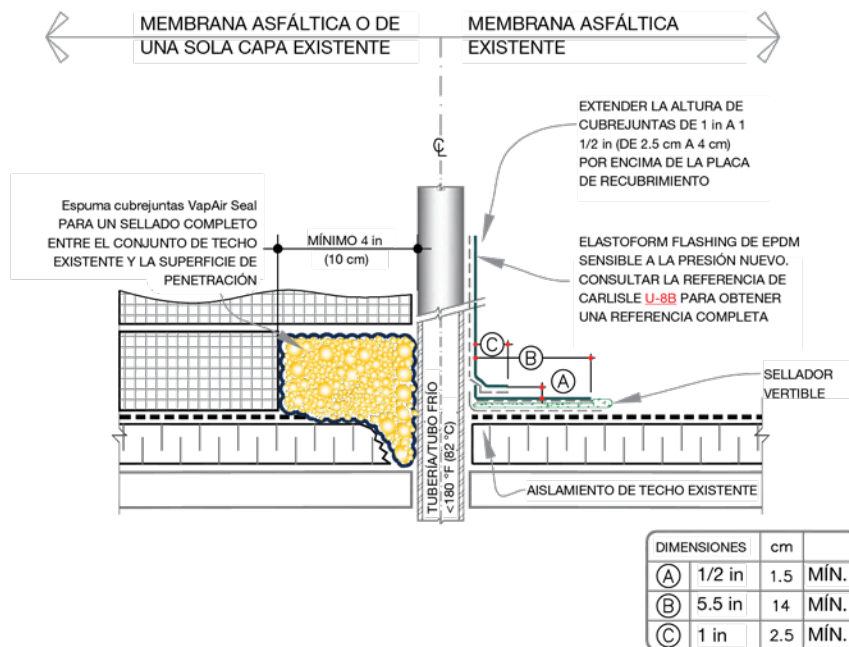 MEMBRANA ASFÁLTICA O DE
UNA SOLA CAPA EXISTENTE
MEMBRANA ASFÁLTICA
EXISTENTE
EXTENDER LA ALTURA DE
CUBREJUNTAS DE 1 in A 1
1/2 in (DE 2.5 cm A 4 cm)
POR ENCIMA DE LA PLACA
DE RECUBRIMIENTO
℄
Espuma cubrejuntas VapAir Seal
PARA UN SELLADO COMPLETO
ENTRE EL CONJUNTO DE TECHO
EXISTENTE Y LA SUPERFICIE DE
PENETRACIÓN
MÍNIMO 4 in
(10 cm)
ELASTOFORM FLASHING DE EPDM
SENSIBLE A LA PRESIÓN NUEVO.
CONSULTAR LA REFERENCIA DE
CARLISLE U-8B PARA OBTENER
UNA REFERENCIA COMPLETA
C
B
A
SELLADOR
VERTIBLE
TUBERÍA/TUBO FRÍO
<180 °F (82 °C)
AISLAMIENTO DE TECHO EXISTENTE
DIMENSIONES cm
A 1/2 in 1.5 MÍN.
B 5.5 in 14 MÍN.
C 1 in 2.5 MÍN.